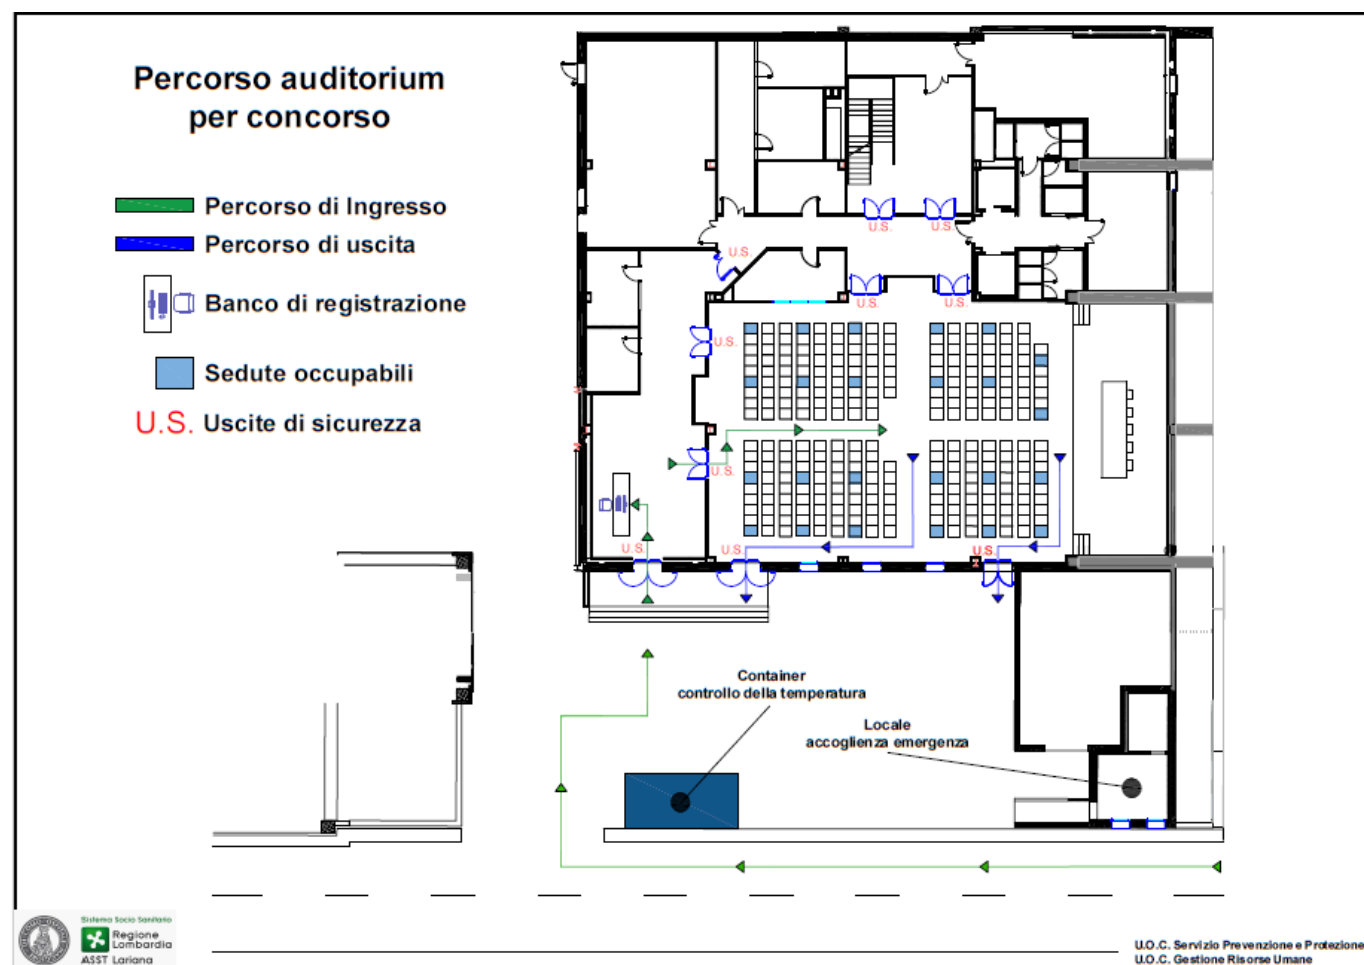 Percorso auditorium
per concorso
Percorso di Ingresso
Percorso di uscita
Banco di registrazione
Sedute occupabili
U.S. Uscite di sicurezza
U.S.
U.S.
U.S.
U.S.
U.S.
U.S.
U.S.
U.S.
U.S.
U.S.
Container
controllo della temperatura
Locale
accoglienza emergenza
Sistema Socio Sanitario
Regione
Lombardia
ASST Lariana
U.O.C. Servizio Prevenzione e Protezione
U.O.C. Gestione Risorse Umane